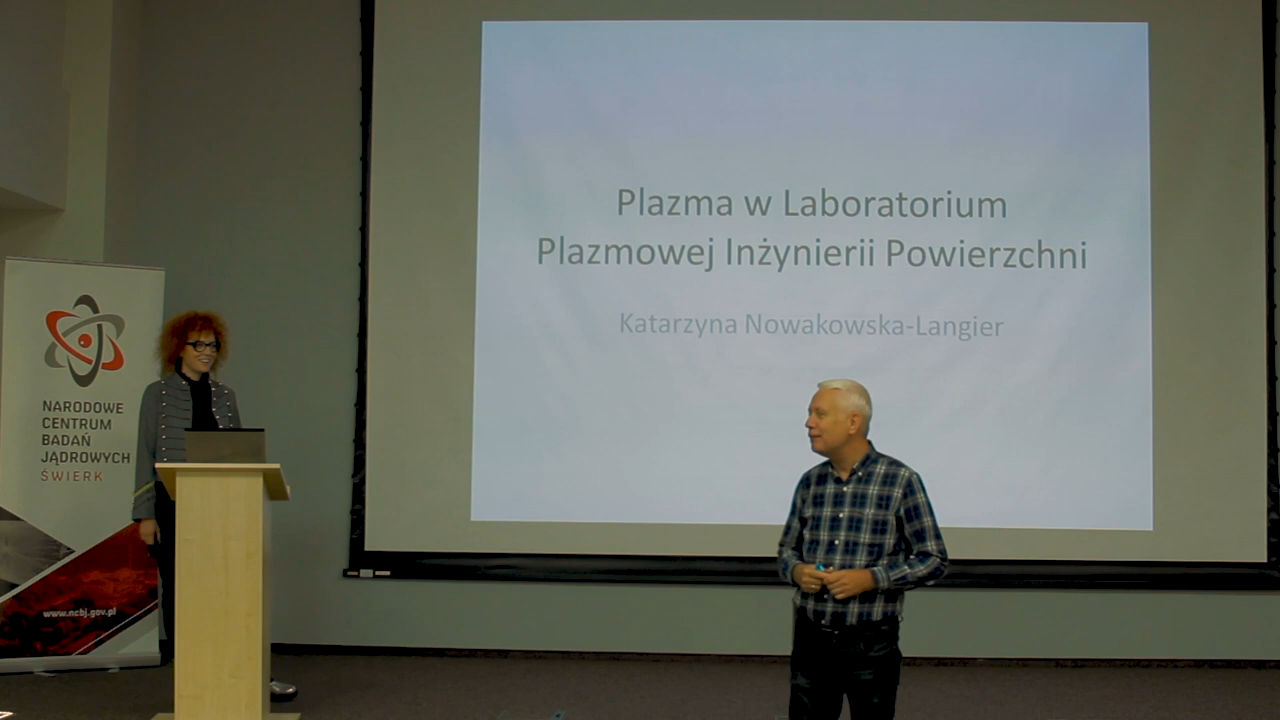 Plazma w Laboratorium
Plazmowej Inżynierii Powierzchni
Katarzyna Nowakowska-Langier
NARODOWE
CENTRUM
BADAŃ
JĄDROWYCH
ŚWIERK
www.ncbj.gov.pl